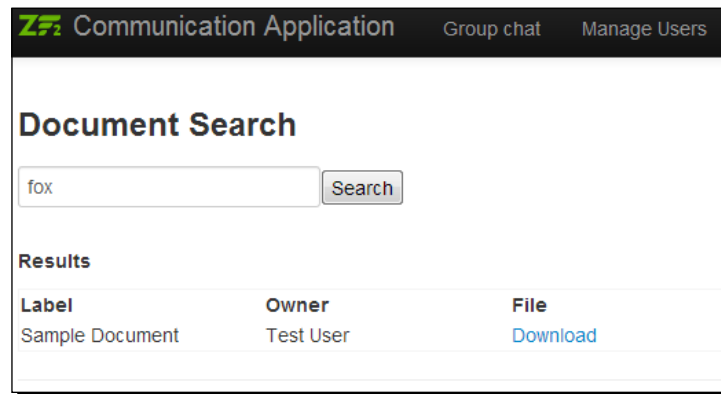 ZF2 Communication Application Group chat Manage Users
Document Search
fox Search
Results
Label Owner File
Sample Document Test User Download